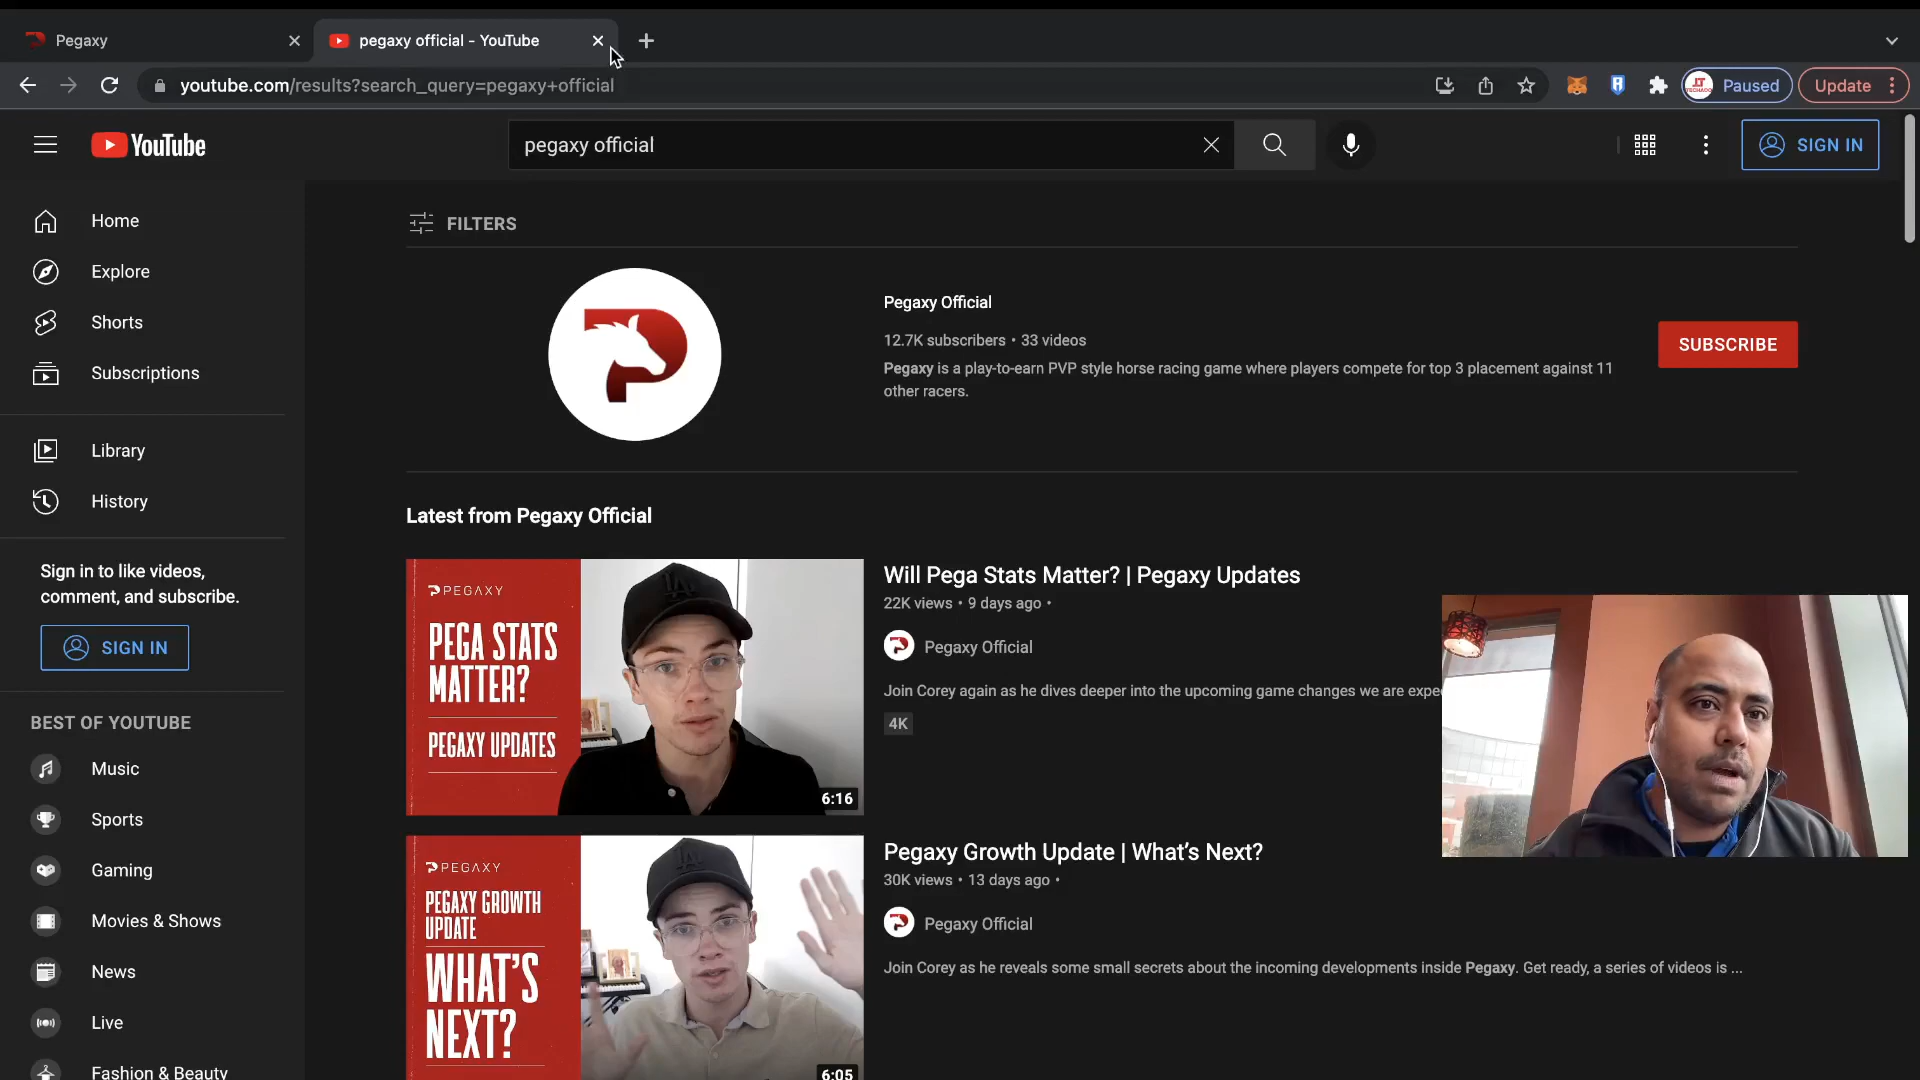 Pegaxy
pegaxy official - YouTube
youtube.com/results?search_query=pegaxy+official
Paused
Update
YouTube
pegaxy official
SIGN IN
Home
Explore
Shorts
Subscriptions
Library
History
Sign in to like videos,
comment, and subscribe.
SIGN IN
BEST OF YOUTUBE
Music
Sports
Gaming
Movies & Shows
News
Live
Fashion & Beauty
FILTERS
Pegaxy Official
12.7K subscribers • 33 videos
Pegaxy is a play-to-earn PVP style horse racing game where players compete for top 3 placement against 11
other racers.
SUBSCRIBE
Latest from Pegaxy Official
PEGAXY
PEGA STATS
MATTER?
PEGAXY UPDATES
6:16
Will Pega Stats Matter? | Pegaxy Updates
22K views • 9 days ago •
Pegaxy Official
Join Corey again as he dives deeper into the upcoming game changes we are expe
4K
PEGAXY
PEGAXY GROWTH
UPDATE
WHAT'S
NEXT?
6:05
Pegaxy Growth Update | What's Next?
30K views • 13 days ago •
Pegaxy Official
Join Corey as he reveals some small secrets about the incoming developments inside Pegaxy. Get ready, a series of videos is ...